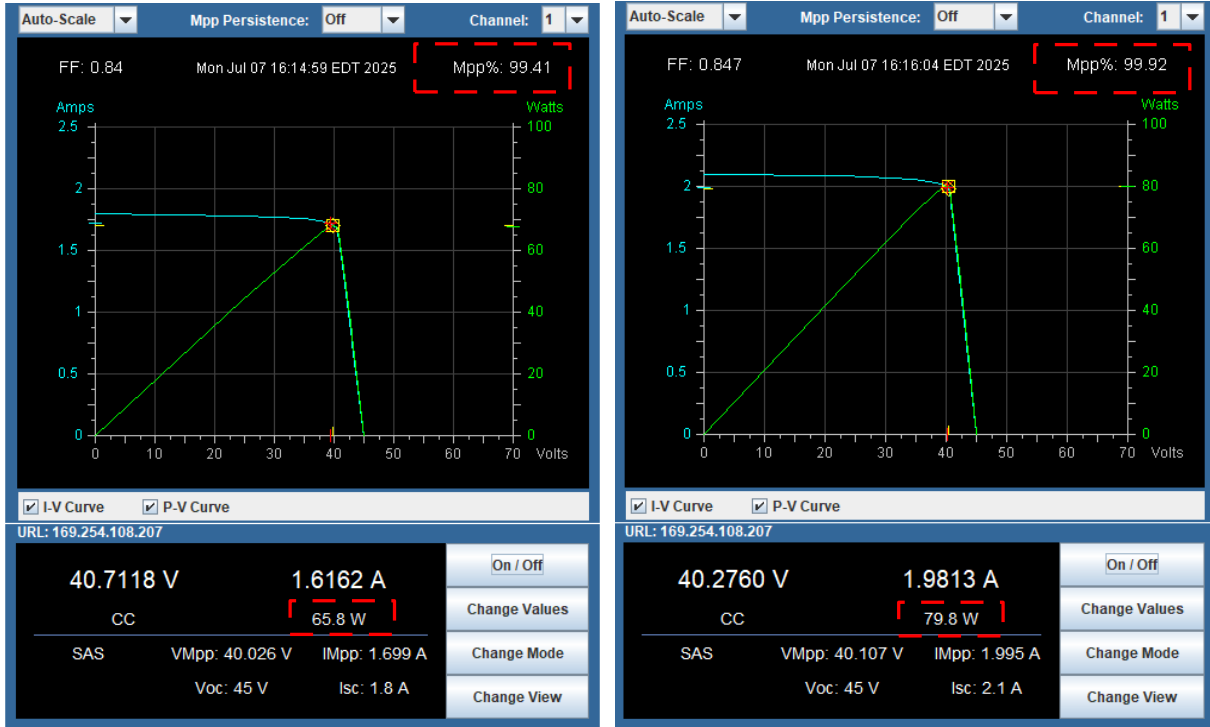 Auto-Scale Mpp Persistence: Off Channel: 1
FF: 0.84 Mon Jul 07 16:14:59 EDT 2025 Mpp%: 99.41
Amps Watts
2.5 100
2 80
1.5 60
1 40
0.5 20
0 0
0 10 20 30 40 50 60 70 Volts
I-V Curve P-V Curve
URL: 169.254.108.207
40.7118 V 1.6162 A
CC 65.8 W
SAS VMpp: 40.026 V IMpp: 1.699 A
Voc: 45 V Isc: 1.8 A
On / Off
Change Values
Change Mode
Change View
Auto-Scale Mpp Persistence: Off Channel: 1
FF: 0.847 Mon Jul 07 16:16:04 EDT 2025 Mpp%: 99.92
Amps Watts
2.5 100
2 80
1.5 60
1 40
0.5 20
0 0
0 10 20 30 40 50 60 70 Volts
I-V Curve P-V Curve
URL: 169.254.108.207
40.2760 V 1.9813 A
CC 79.8 W
SAS VMpp: 40.107 V IMpp: 1.995 A
Voc: 45 V Isc: 2.1 A
On / Off
Change Values
Change Mode
Change View